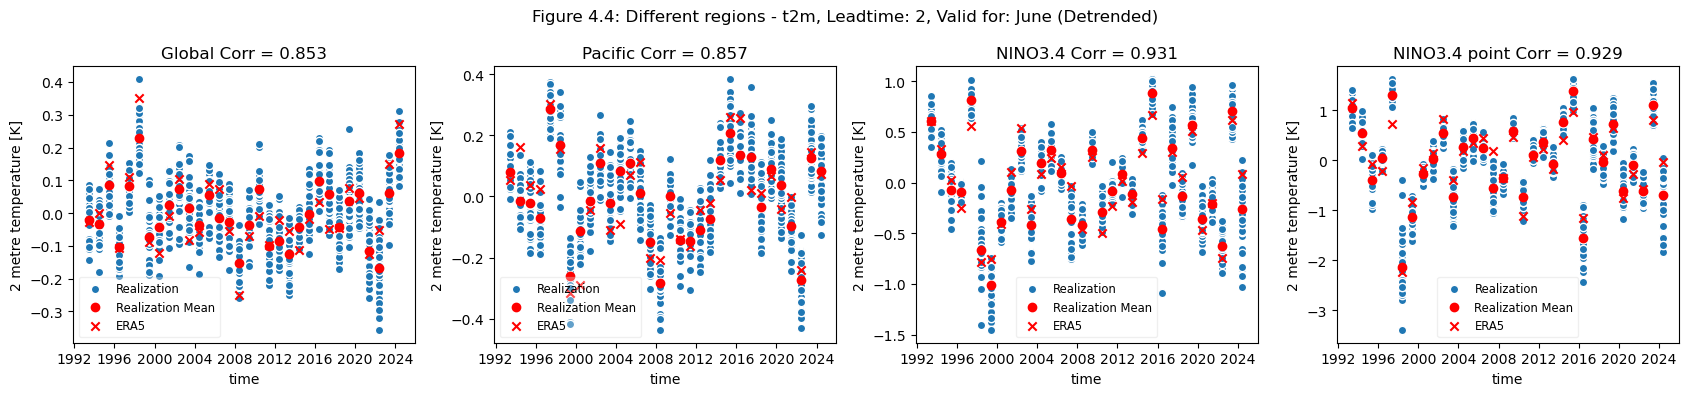 Figure 4.4: Different regions - t2m, Leadtime: 2, Valid for: June (Detrended)
Global Corr = 0.853
2 metre temperature [K]
0.4
0.3
0.2
0.1
0.0
−0.1
−0.2
−0.3
Realization
Realization Mean
ERA5
1992 1996 2000 2004 2008 2012 2016 2020 2024
time
Pacific Corr = 0.857
2 metre temperature [K]
0.4
0.2
0.0
−0.2
−0.4
Realization
Realization Mean
ERA5
1992 1996 2000 2004 2008 2012 2016 2020 2024
time
NINO3.4 Corr = 0.931
2 metre temperature [K]
1.0
0.5
0.0
−0.5
−1.0
−1.5
Realization
Realization Mean
ERA5
1992 1996 2000 2004 2008 2012 2016 2020 2024
time
NINO3.4 point Corr = 0.929
2 metre temperature [K]
1
0
−1
−2
−3
Realization
Realization Mean
ERA5
1992 1996 2000 2004 2008 2012 2016 2020 2024
time